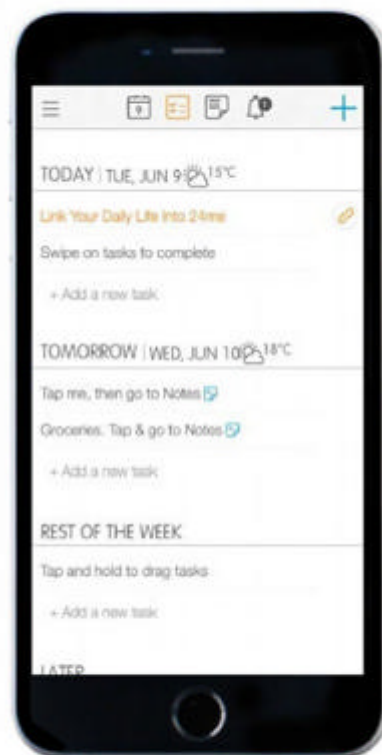 TODAY | TUE, JUN 9 15°C
Link Your Daily Life Into 24me
Swipe on tasks to complete
+ Add a new task
TOMORROW | WED, JUN 10 18°C
Tap me, then go to Notes
Groceries. Tap & go to Notes
+ Add a new task
REST OF THE WEEK
Tap and hold to drag tasks
+ Add a new task
LATER